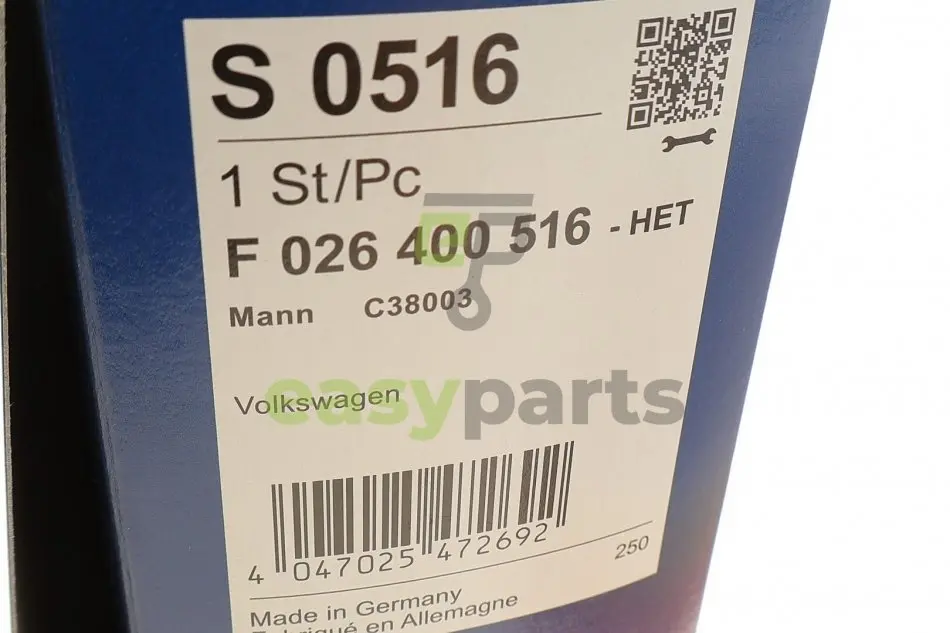 S 0516
1 St/Pc
F 026 400 516 - HET
Mann C38003
easyparts
Volkswagen
4 047025 472692
250
Made in Germany
Fabriqué en Allemagne